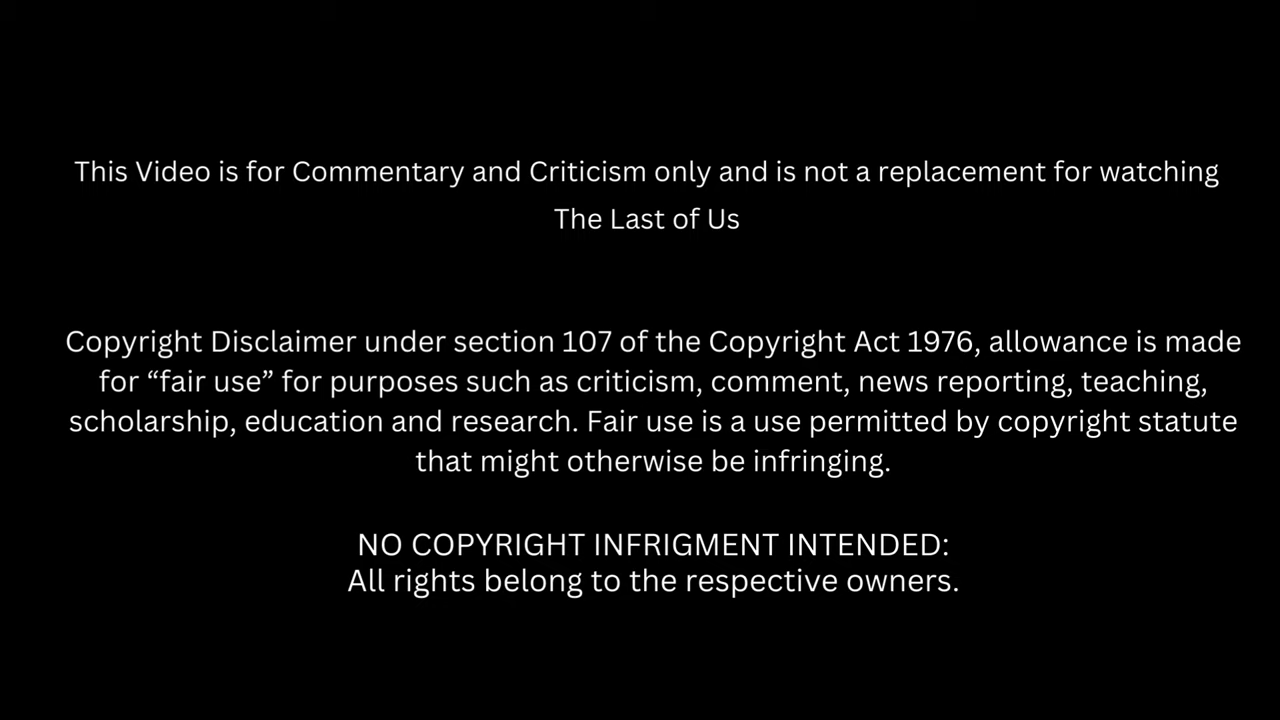 This Video is for Commentary and Criticism only and is not a replacement for watching
The Last of Us
Copyright Disclaimer under section 107 of the Copyright Act 1976, allowance is made
for “fair use” for purposes such as criticism, comment, news reporting, teaching,
scholarship, education and research. Fair use is a use permitted by copyright statute
that might otherwise be infringing.
NO COPYRIGHT INFRIGMENT INTENDED:
All rights belong to the respective owners.